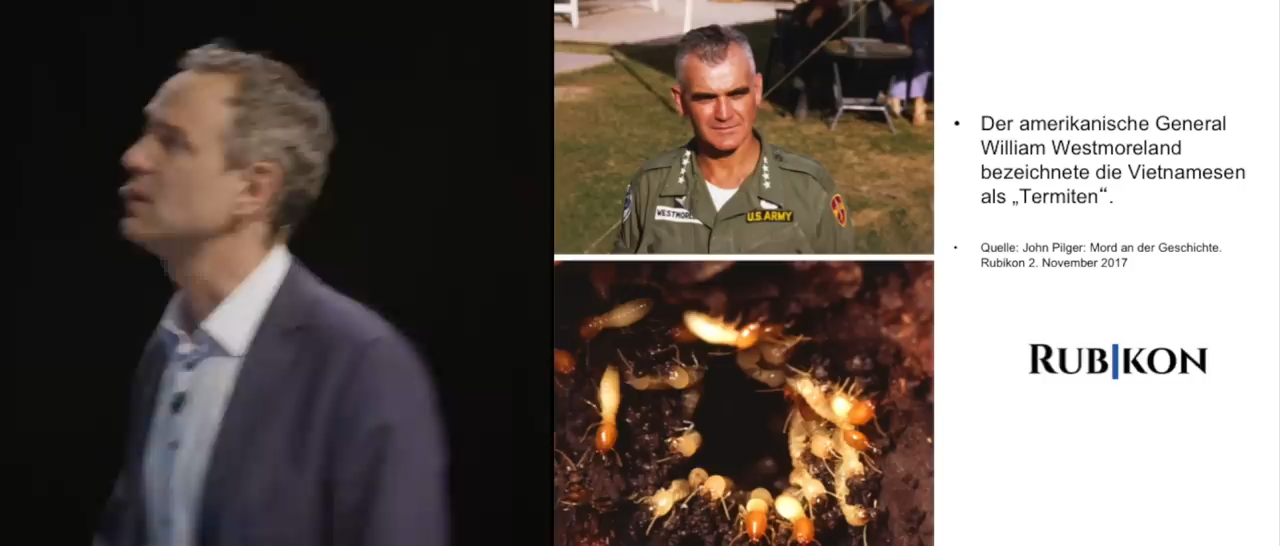 WESTMOREL
U.S. ARMY
• Der amerikanische General
William Westmoreland
bezeichnete die Vietnamesen
als „Termiten“.
• Quelle: John Pilger: Mord an der Geschichte.
Rubikon 2. November 2017
RUBIKON